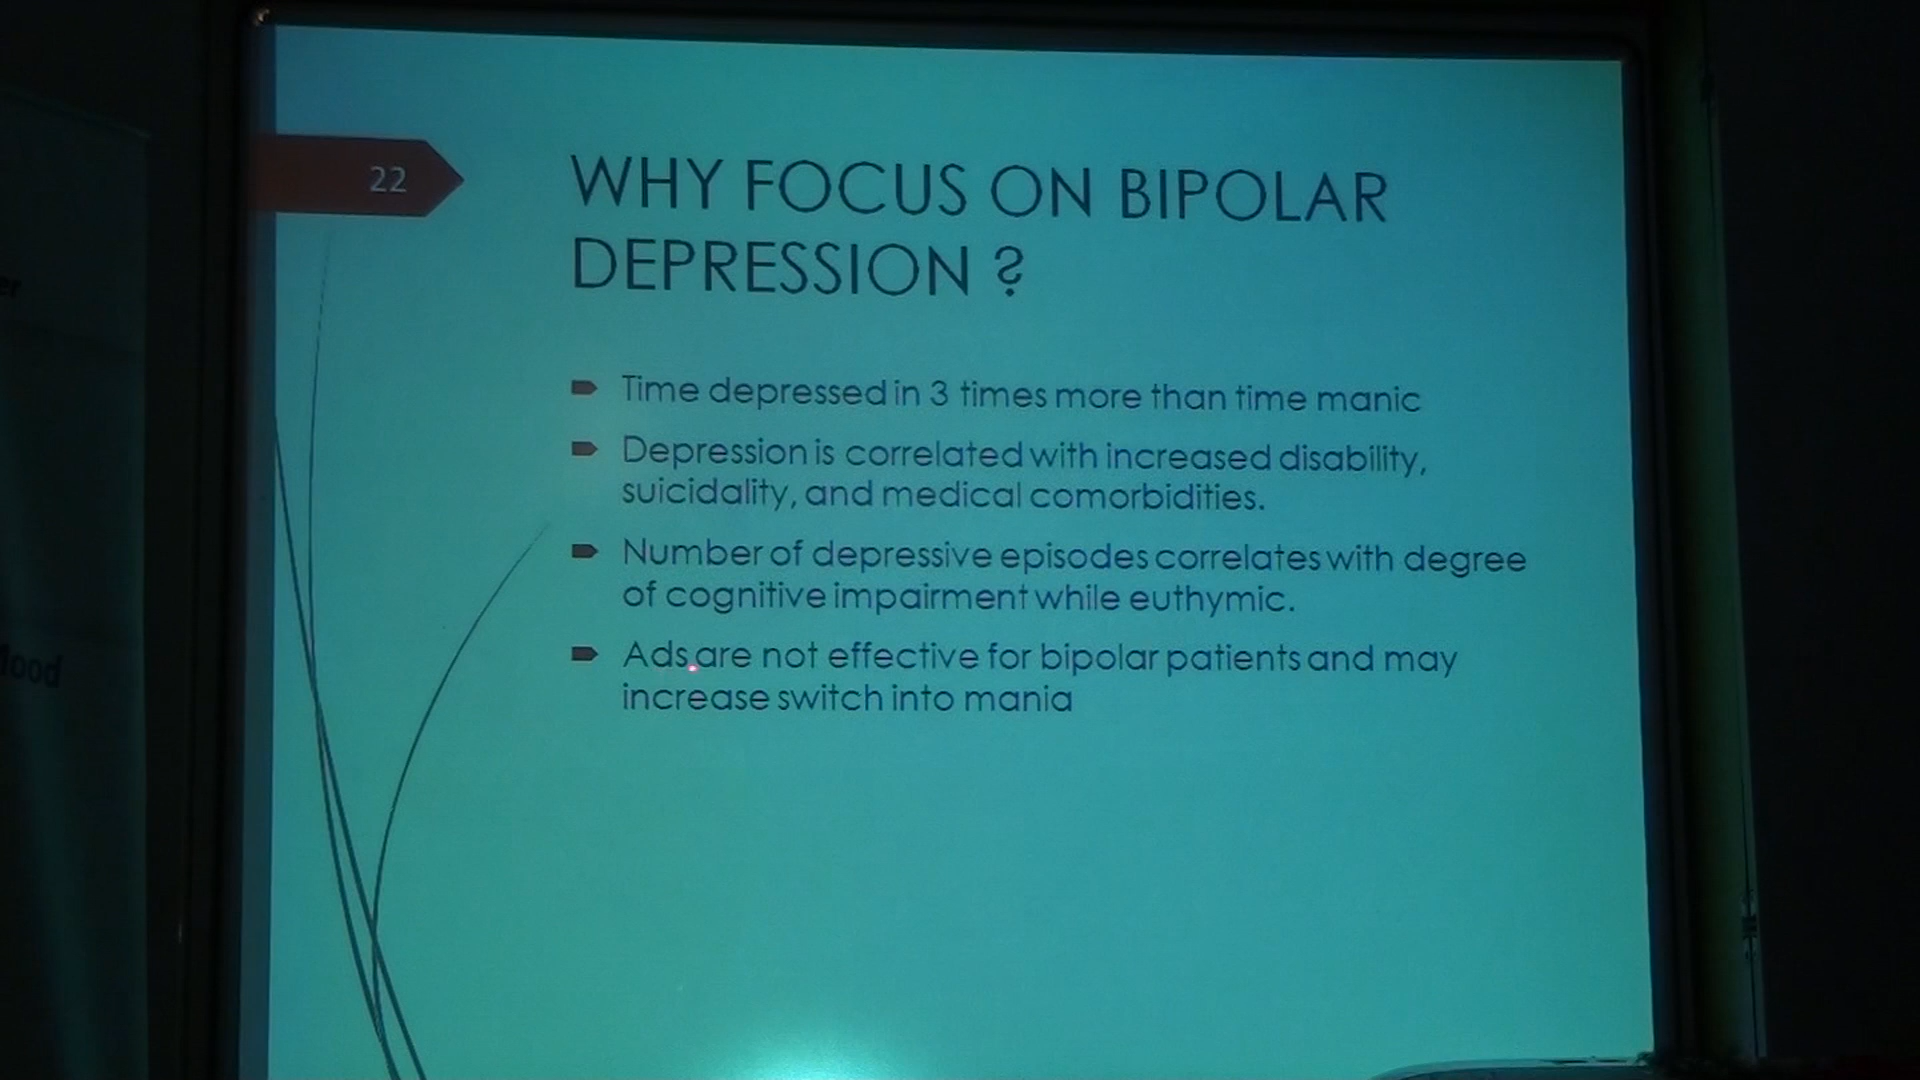 22
WHY FOCUS ON BIPOLAR
DEPRESSION ?
Time depressed in 3 times more than time manic
Depression is correlated with increased disability,
suicidality, and medical comorbidities.
Number of depressive episodes correlates with degree
of cognitive impairment while euthymic.
Ads are not effective for bipolar patients and may
increase switch into mania